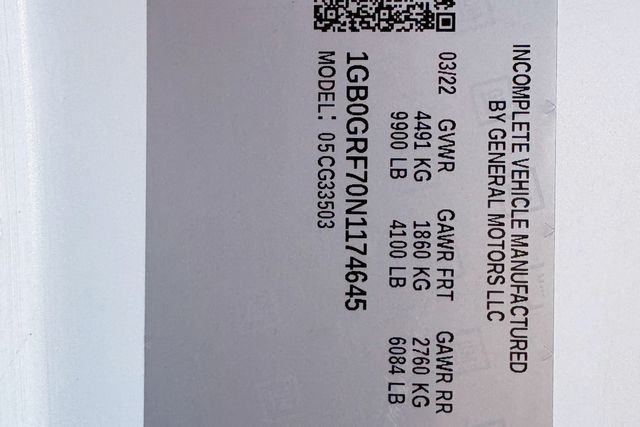 INCOMPLETE VEHICLE MANUFACTURED
BY GENERAL MOTORS LLC
03/22 GVWR GAWR FRT GAWR RR
4491 KG 1860 KG 2760 KG
9900 LB 4100 LB 6084 LB
1GB0GRF70N1174645
MODEL: 05CG33503